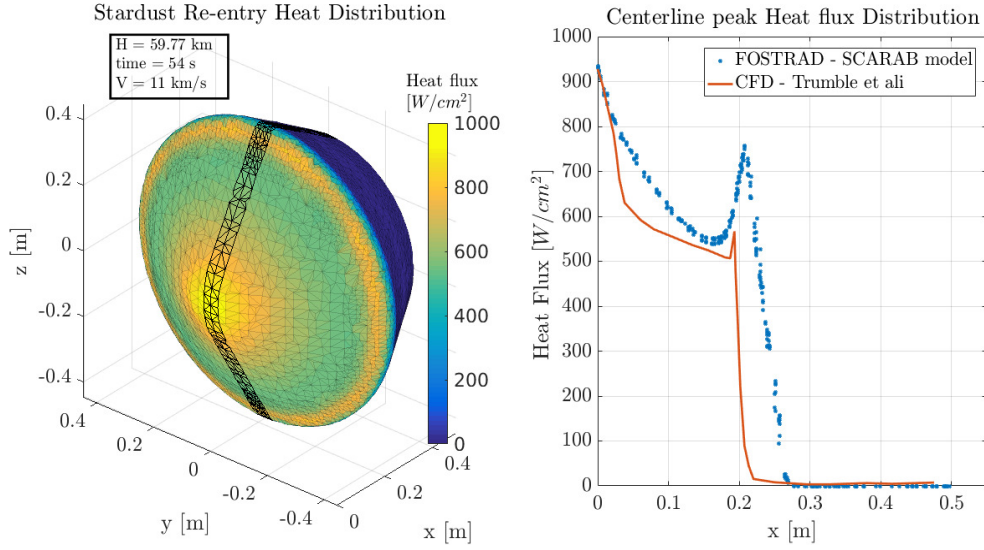 Stardust Re-entry Heat Distribution
H = 59.77 km
time = 54 s
V = 11 km/s
Heat flux
[W/cm²]
1000
800
600
400
200
0
0.4
0.2
0
-0.2
-0.4
z [m]
0.4
0.2
0
-0.2
-0.4
y [m]
0
0.2
0.4
x [m]
Centerline peak Heat flux Distribution
FOSTRAD - SCARAB model
CFD - Trumble et ali
1000
900
800
700
600
500
400
300
200
100
0
Heat Flux [W/cm²]
0
0.1
0.2
0.3
0.4
0.5
x [m]